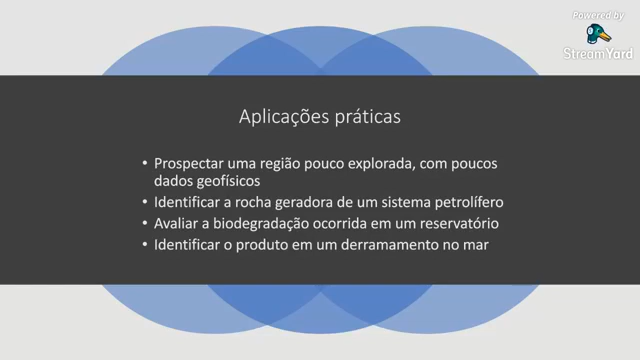 Powered by
StreamYard
Aplicações práticas
• Prospectar uma região pouco explorada, com poucos
dados geofísicos
• Identificar a rocha geradora de um sistema petrolífero
• Avaliar a biodegradação ocorrida em um reservatório
• Identificar o produto em um derramamento no mar